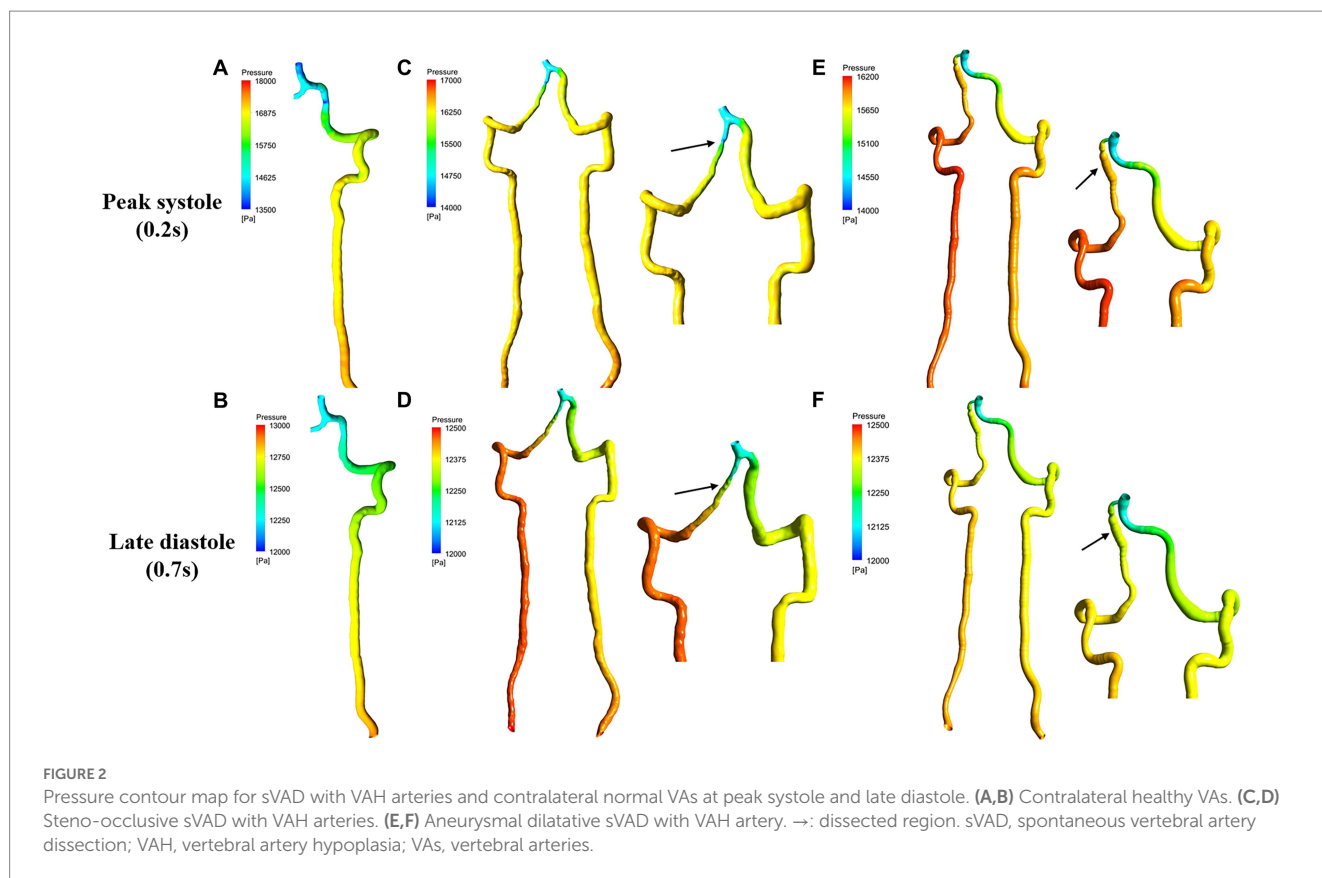 A
Pressure
18000
16875
15750
14625
13500
[Pa]
C
Pressure
17000
16250
15500
14750
14000
[Pa]
E
Pressure
16200
15650
15100
14550
14000
[Pa]
Peak systole
(0.2s)
B
Pressure
13000
12750
12500
12250
12000
[Pa]
D
Pressure
12500
12375
12250
12125
12000
[Pa]
F
Pressure
12500
12375
12250
12125
12000
[Pa]
Late diastole
(0.7s)
FIGURE 2
Pressure contour map for sVAD with VAH arteries and contralateral normal VAs at peak systole and late diastole. (A,B) Contralateral healthy VAs. (C,D)
Steno-occlusive sVAD with VAH arteries. (E,F) Aneurysmal dilatative sVAD with VAH artery. →: dissected region. sVAD, spontaneous vertebral artery
dissection; VAH, vertebral artery hypoplasia; VAs, vertebral arteries.